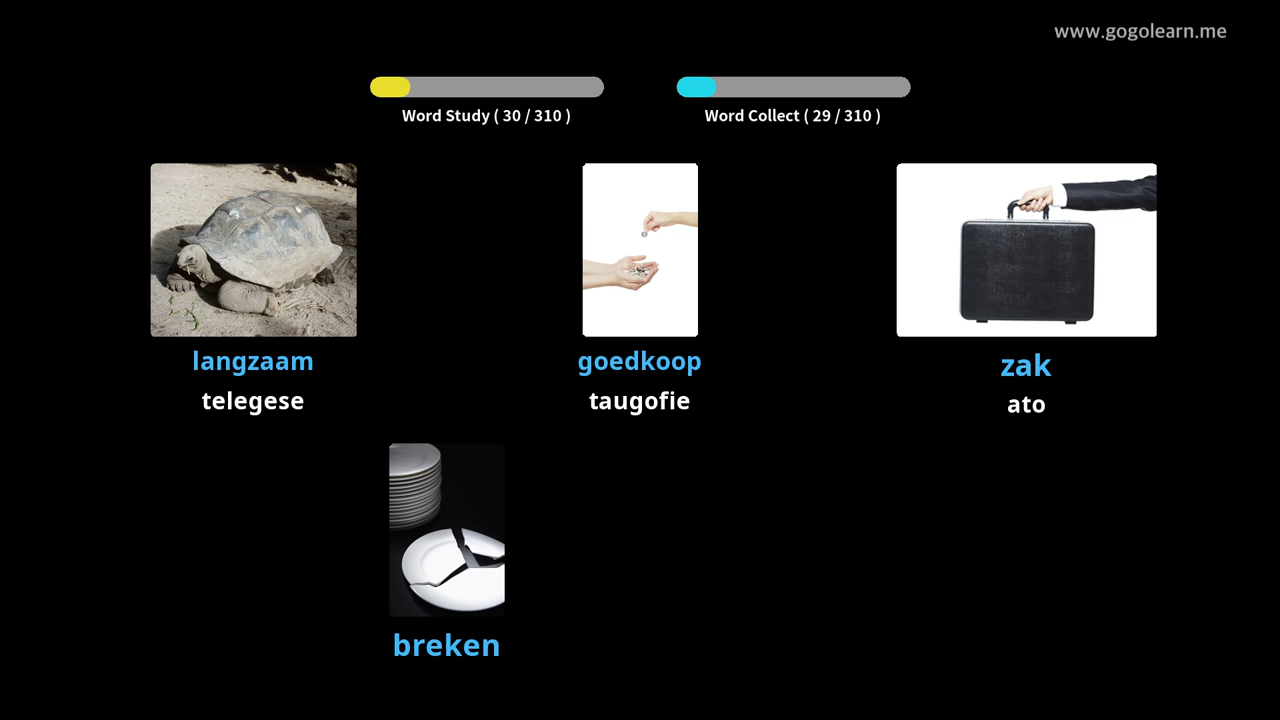 www.gogolearn.me
Word Study ( 30 / 310 )
Word Collect ( 29 / 310 )
langzaam
telegese
goedkoop
taugofie
zak
ato
breken